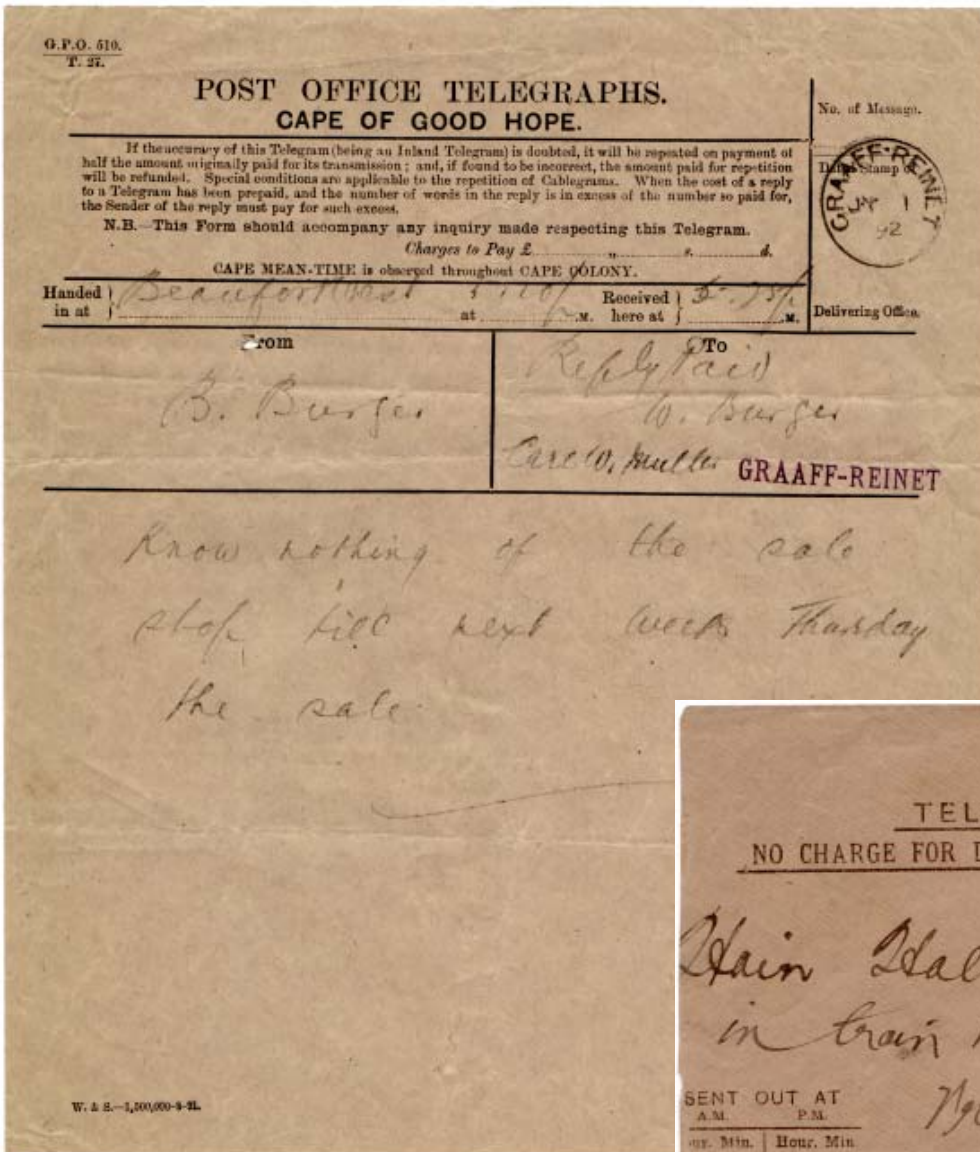 G.P.O. 510.
T. 27.
POST OFFICE TELEGRAPHS.
CAPE OF GOOD HOPE.
If the accuracy of this Telegram (being an Inland Telegram) is doubted, it will be repeated on payment of
half the amount originally paid for its transmission; and, if found to be incorrect, the amount paid for repetition
will be refunded. Special conditions are applicable to the repetition of Cablegrams. When the cost of a reply
to a Telegram has been prepaid, and the number of words in the reply is in excess of the number so paid for,
the Sender of the reply must pay for such excess.
N.B.—This Form should accompany any inquiry made respecting this Telegram.
Charges to Pay £ „ s. d.
CAPE MEAN-TIME is observed throughout CAPE COLONY.
Handed in at } Beaufort West at M. Received here at } M.
No. of Message.
Dated Stamp of
GRAAFF-REINET
1
92
Delivering Office.
From
B. Burger
To
Reply Paid
W. Burger
Care W. Muller GRAAFF-REINET
Know nothing of the sale
stop till next week Thursday
the sale
W. & S.—1,500,000-8-91.
TEL
NO CHARGE FOR D
in train
SENT OUT AT
A.M. P.M.
Min. Hour. Min